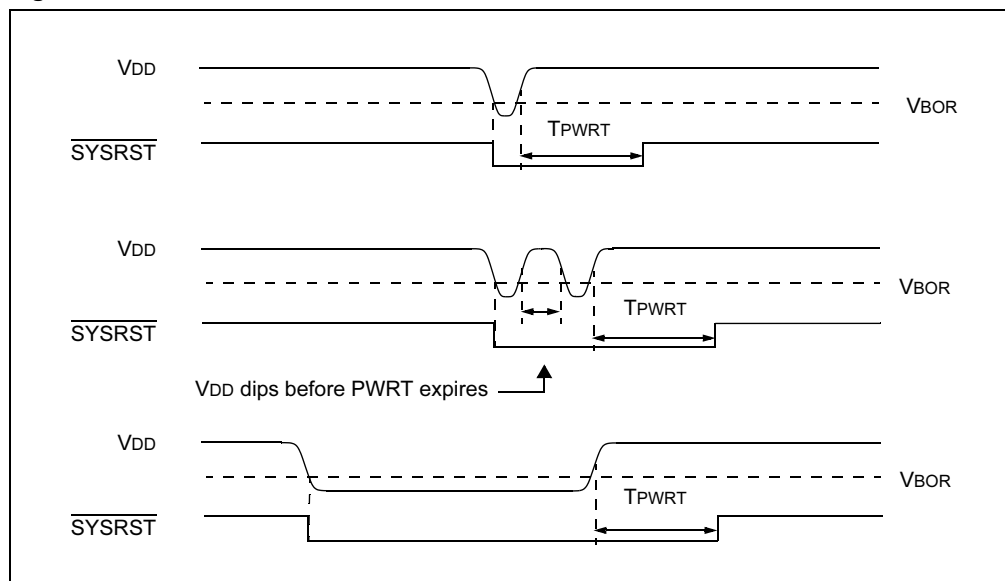 VDD
VBOR
TPWRT
SYSRST
VDD
VBOR
TPWRT
SYSRST
VDD dips before PWRT expires
VDD
VBOR
TPWRT
SYSRST